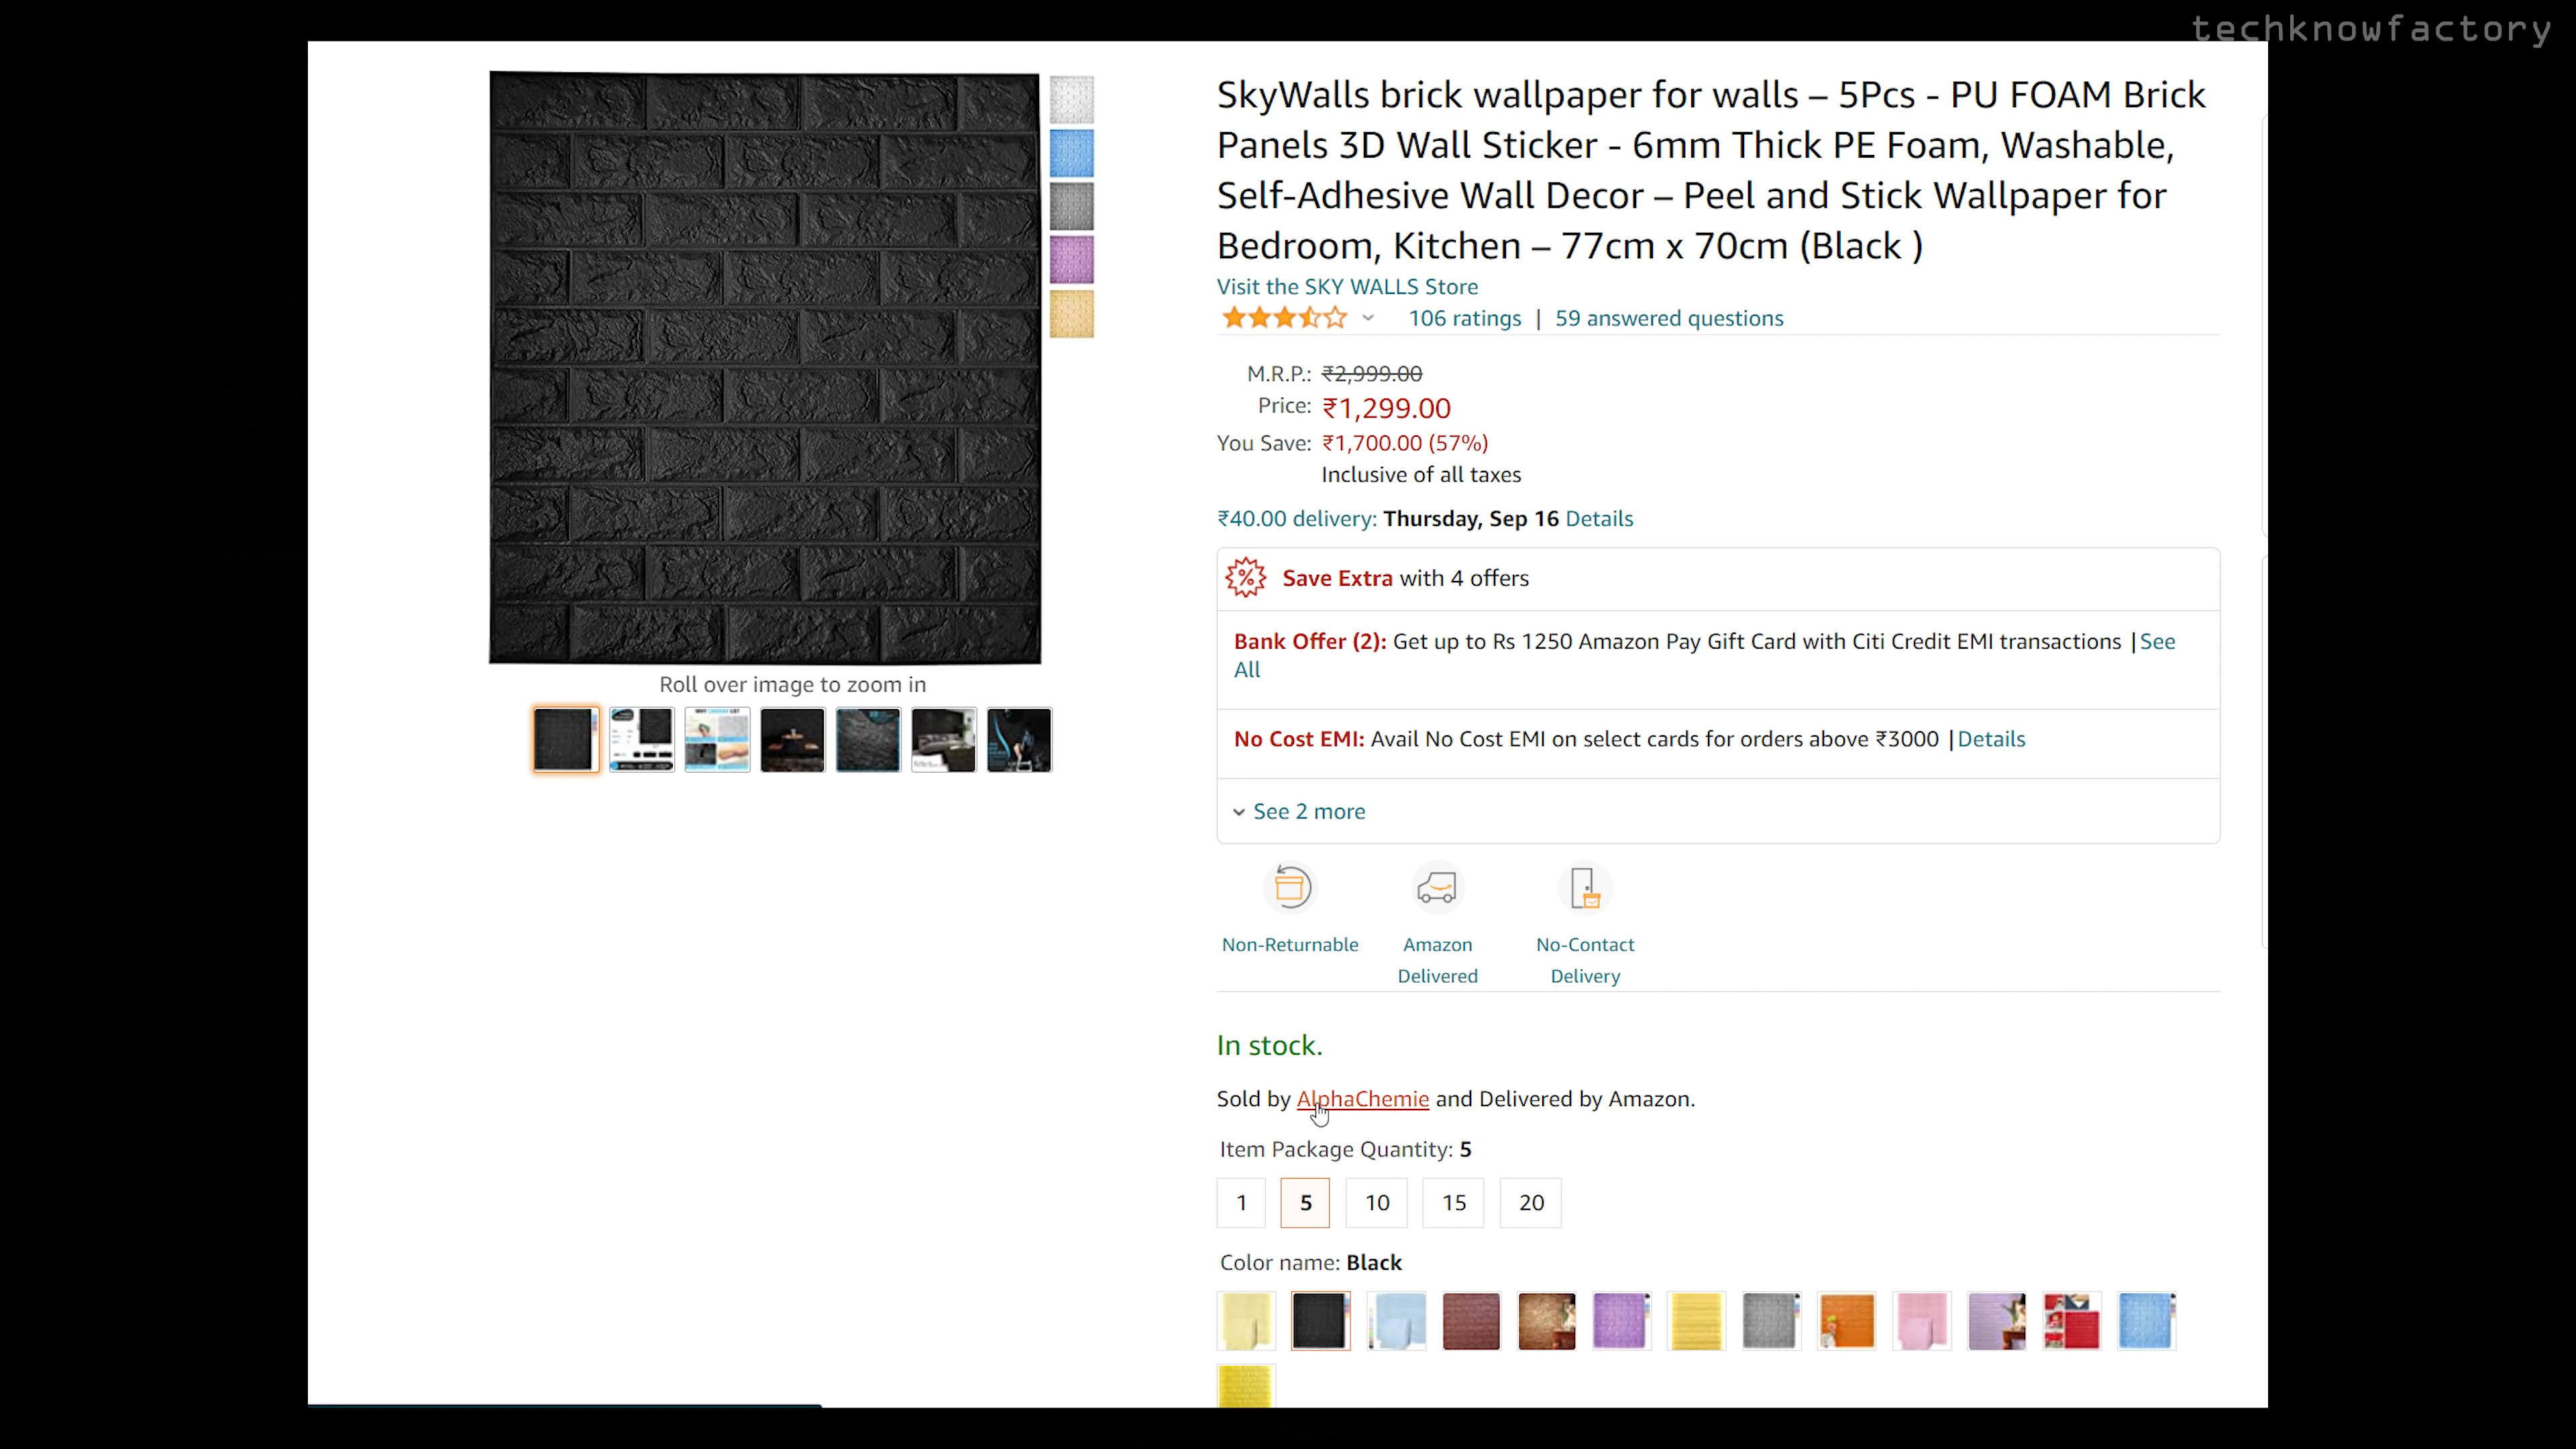 techknowfactory
SkyWalls brick wallpaper for walls – 5Pcs - PU FOAM Brick
Panels 3D Wall Sticker - 6mm Thick PE Foam, Washable,
Self-Adhesive Wall Decor – Peel and Stick Wallpaper for
Bedroom, Kitchen – 77cm x 70cm (Black )
Visit the SKY WALLS Store
106 ratings | 59 answered questions
M.R.P.: ₹2,999.00
Price: ₹1,299.00
You Save: ₹1,700.00 (57%)
Inclusive of all taxes
₹40.00 delivery: Thursday, Sep 16 Details
Save Extra with 4 offers
Bank Offer (2): Get up to Rs 1250 Amazon Pay Gift Card with Citi Credit EMI transactions |See
All
No Cost EMI: Avail No Cost EMI on select cards for orders above ₹3000 |Details
See 2 more
Non-Returnable
Amazon
Delivered
No-Contact
Delivery
In stock.
Sold by AlphaChemie and Delivered by Amazon.
Item Package Quantity: 5
1 5 10 15 20
Color name: Black
Roll over image to zoom in